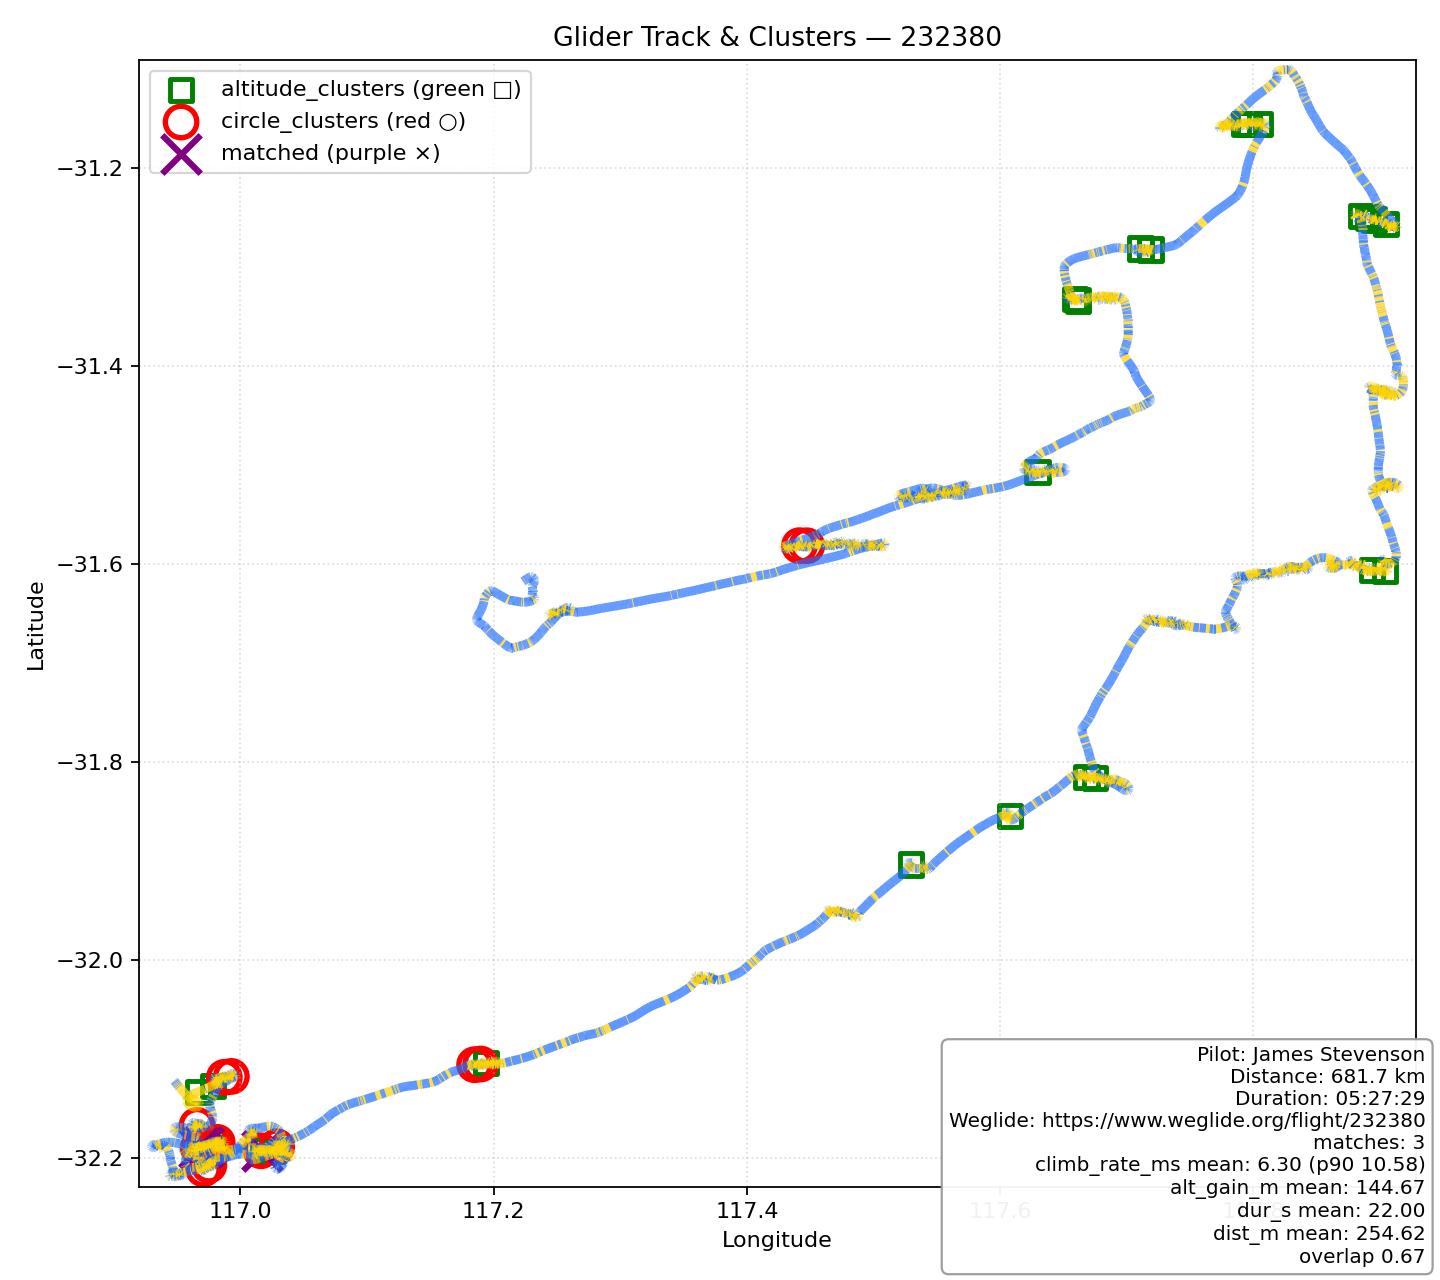 Glider Track & Clusters — 232380
altitude_clusters (green □)
circle_clusters (red ○)
matched (purple ×)
−31.2
−31.4
−31.6
−31.8
−32.0
−32.2
Latitude
117.0
117.2
117.4
117.6
Longitude
Pilot: James Stevenson
Distance: 681.7 km
Duration: 05:27:29
Weglide: https://www.weglide.org/flight/232380
matches: 3
climb_rate_ms mean: 6.30 (p90 10.58)
alt_gain_m mean: 144.67
dur_s mean: 22.00
dist_m mean: 254.62
overlap 0.67